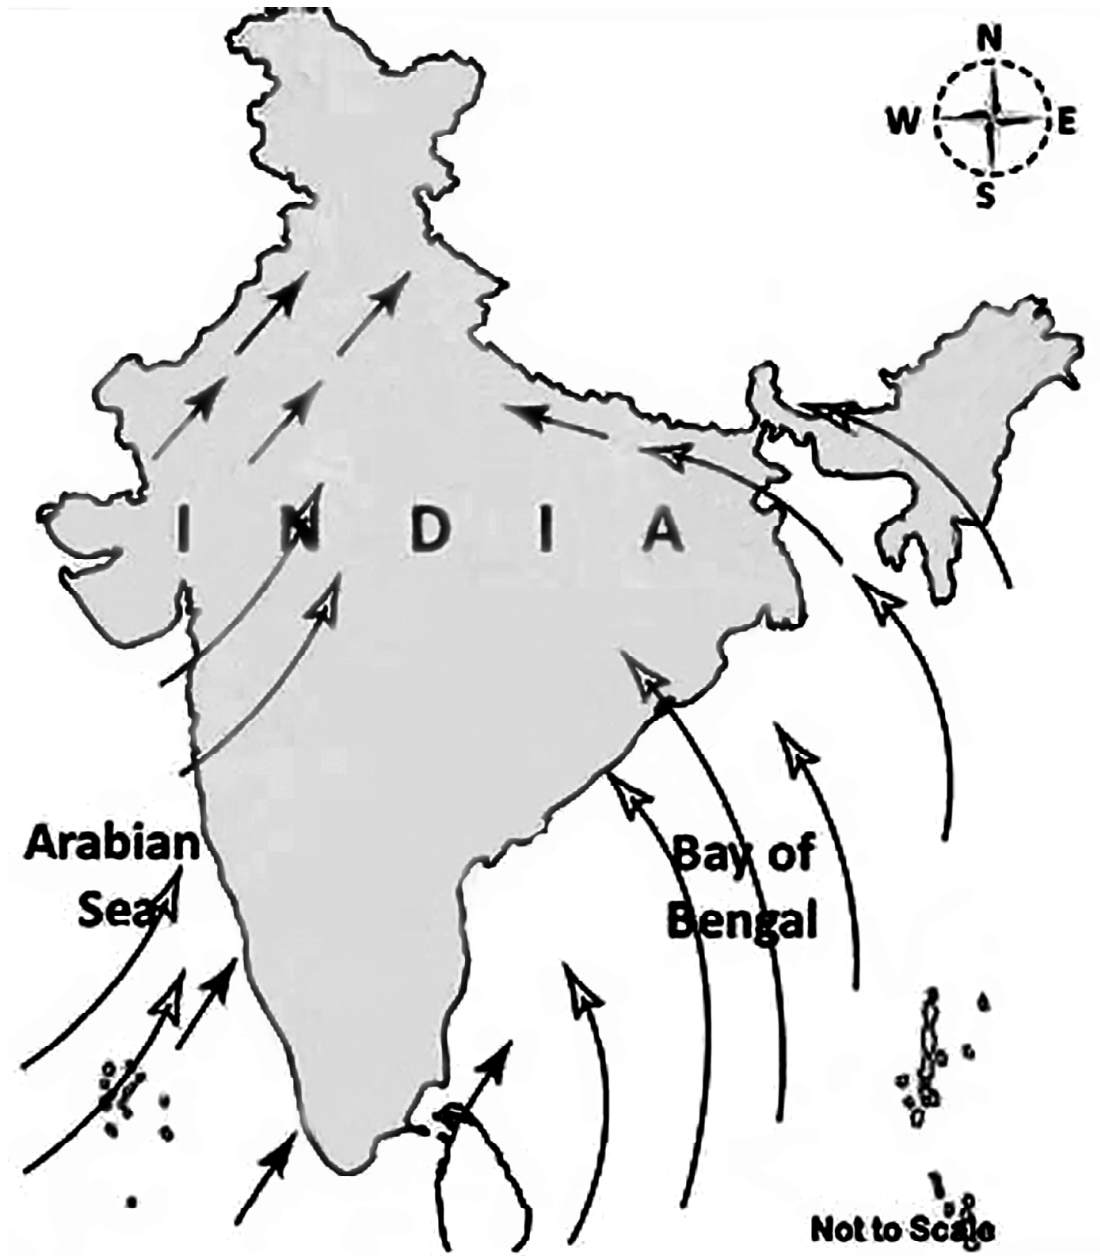 N
W E
S
I N D I A
Arabian
Sea
Bay of
Bengal
Not to Scale